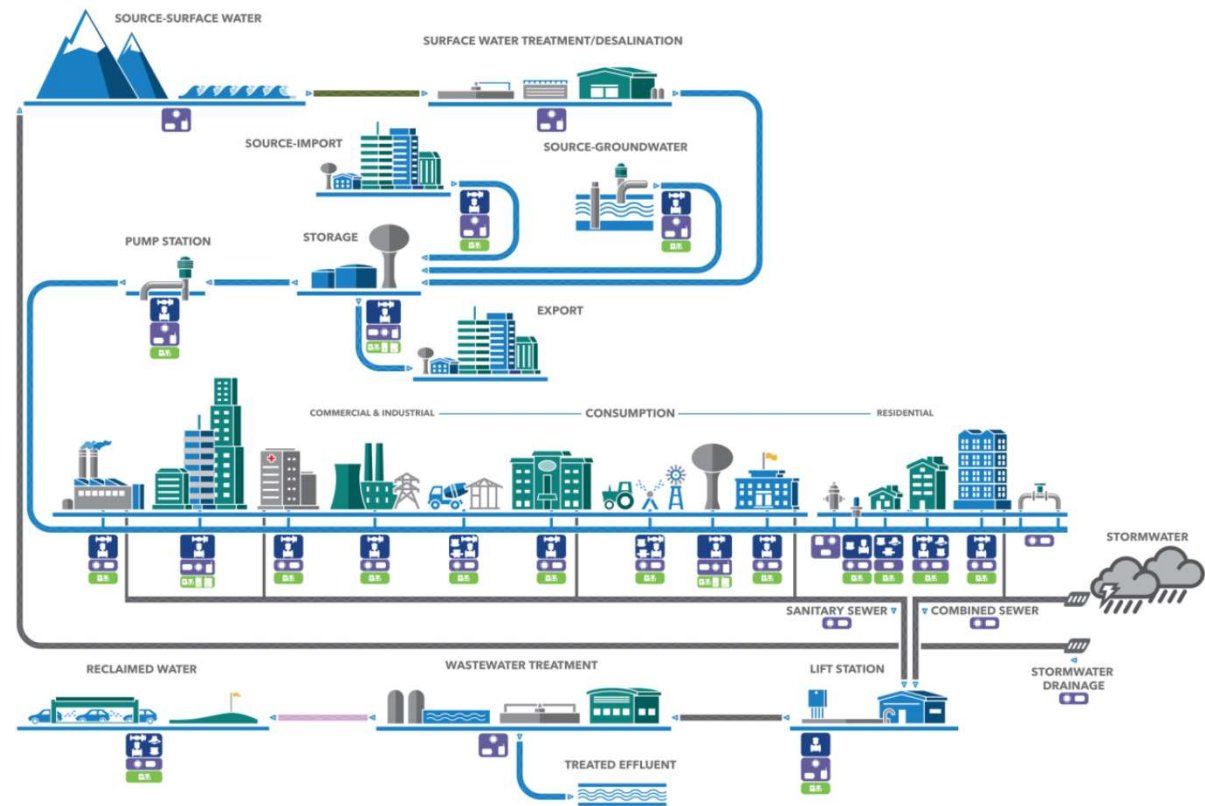 SOURCE-SURFACE WATER
SURFACE WATER TREATMENT/DESALINATION
SOURCE-IMPORT
SOURCE-GROUNDWATER
STORAGE
PUMP STATION
EXPORT
COMMERCIAL & INDUSTRIAL
CONSUMPTION
RESIDENTIAL
STORMWATER
SANITARY SEWER
COMBINED SEWER
RECLAIMED WATER
WASTEWATER TREATMENT
LIFT STATION
STORMWATER
DRAINAGE
TREATED EFFLUENT